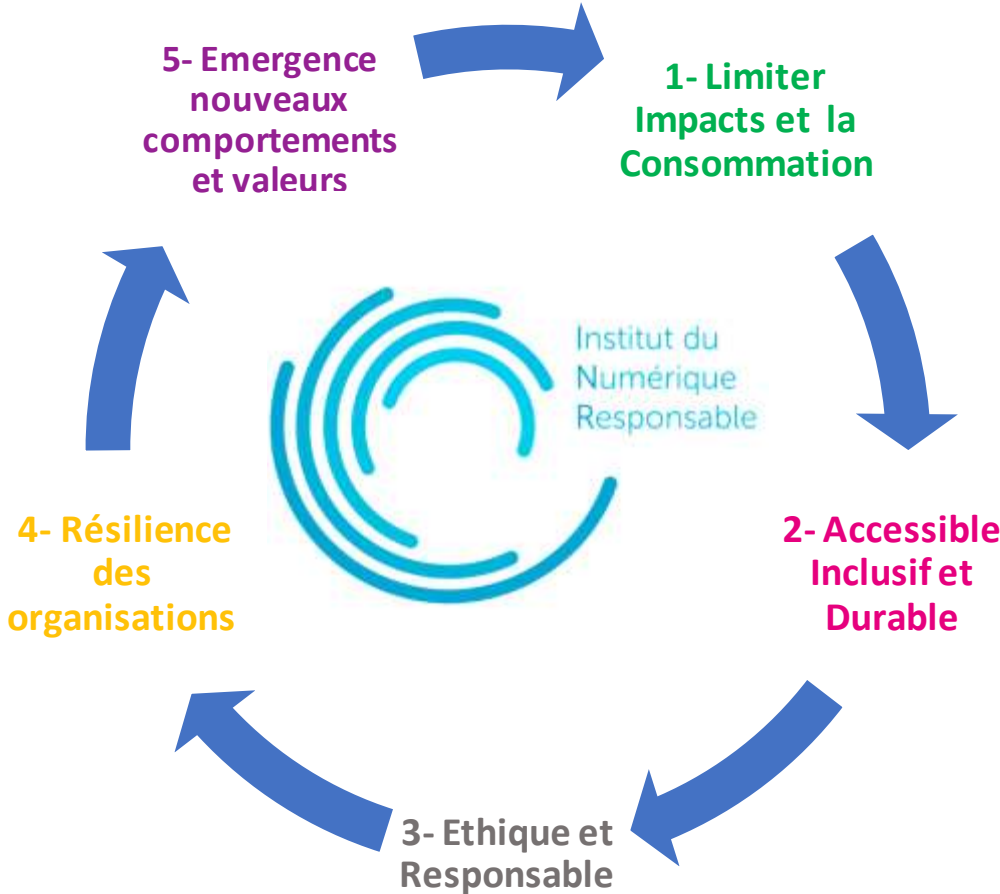 5- Emergence
nouveaux
comportements
et valeurs
1- Limiter
Impacts et la
Consommation
Institut du
Numérique
Responsable
4- Résilience
des
organisations
2- Accessible
Inclusif et
Durable
3- Ethique et
Responsable